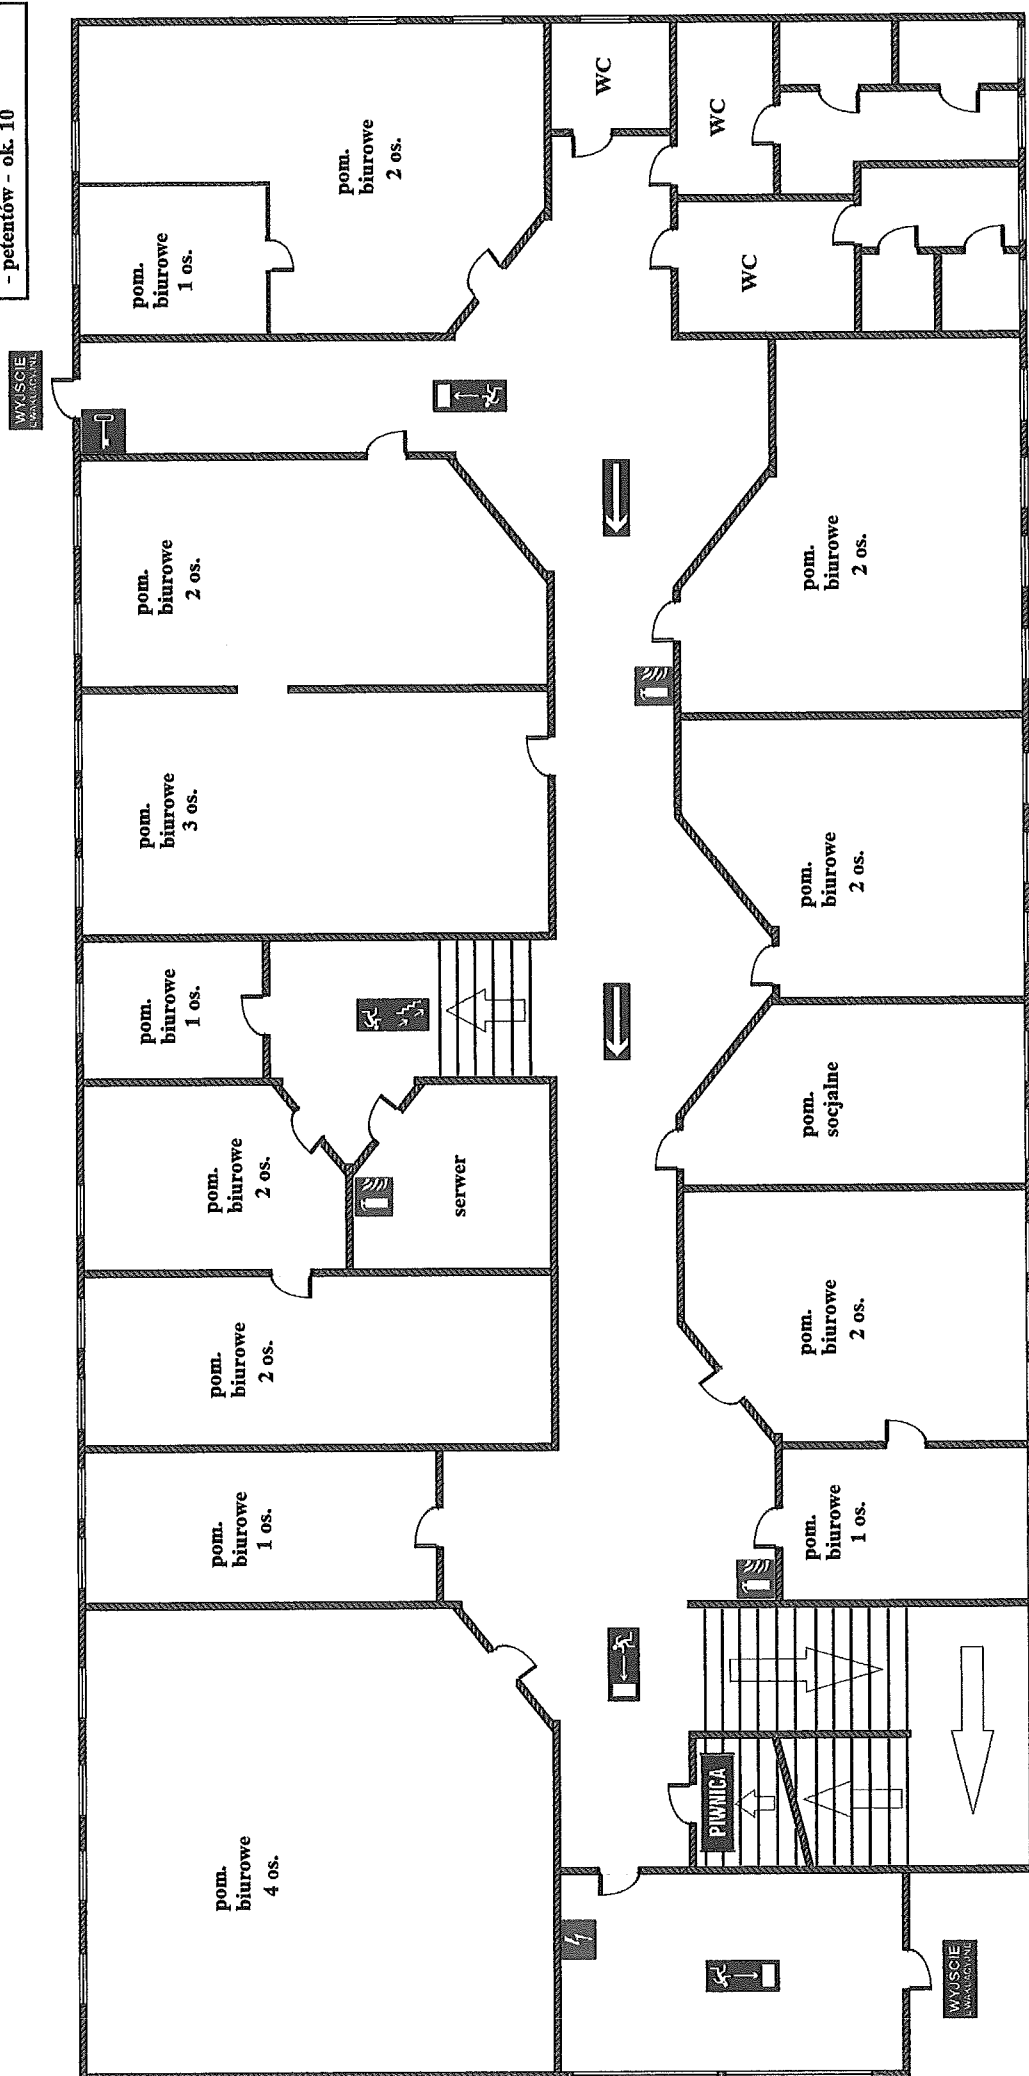 - petentów - ok. 10
WYJŚCIE
EWAKUACYJNE
pom.
biurowe
1 os.
pom.
biurowe
2 os.
WC
WC
WC
pom.
biurowe
2 os.
pom.
biurowe
2 os.
pom.
biurowe
3 os.
pom.
biurowe
2 os.
pom.
biurowe
1 os.
pom.
socjalne
pom.
biurowe
2 os.
serwer
pom.
biurowe
2 os.
pom.
biurowe
2 os.
pom.
biurowe
1 os.
pom.
biurowe
1 os.
PIWNICA
pom.
biurowe
4 os.
WYJŚCIE
EWAKUACYJNE